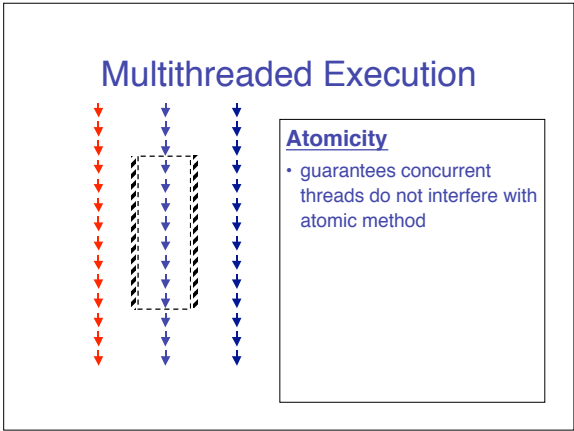 Multithreaded Execution
Atomicity
• guarantees concurrent
threads do not interfere with
atomic method